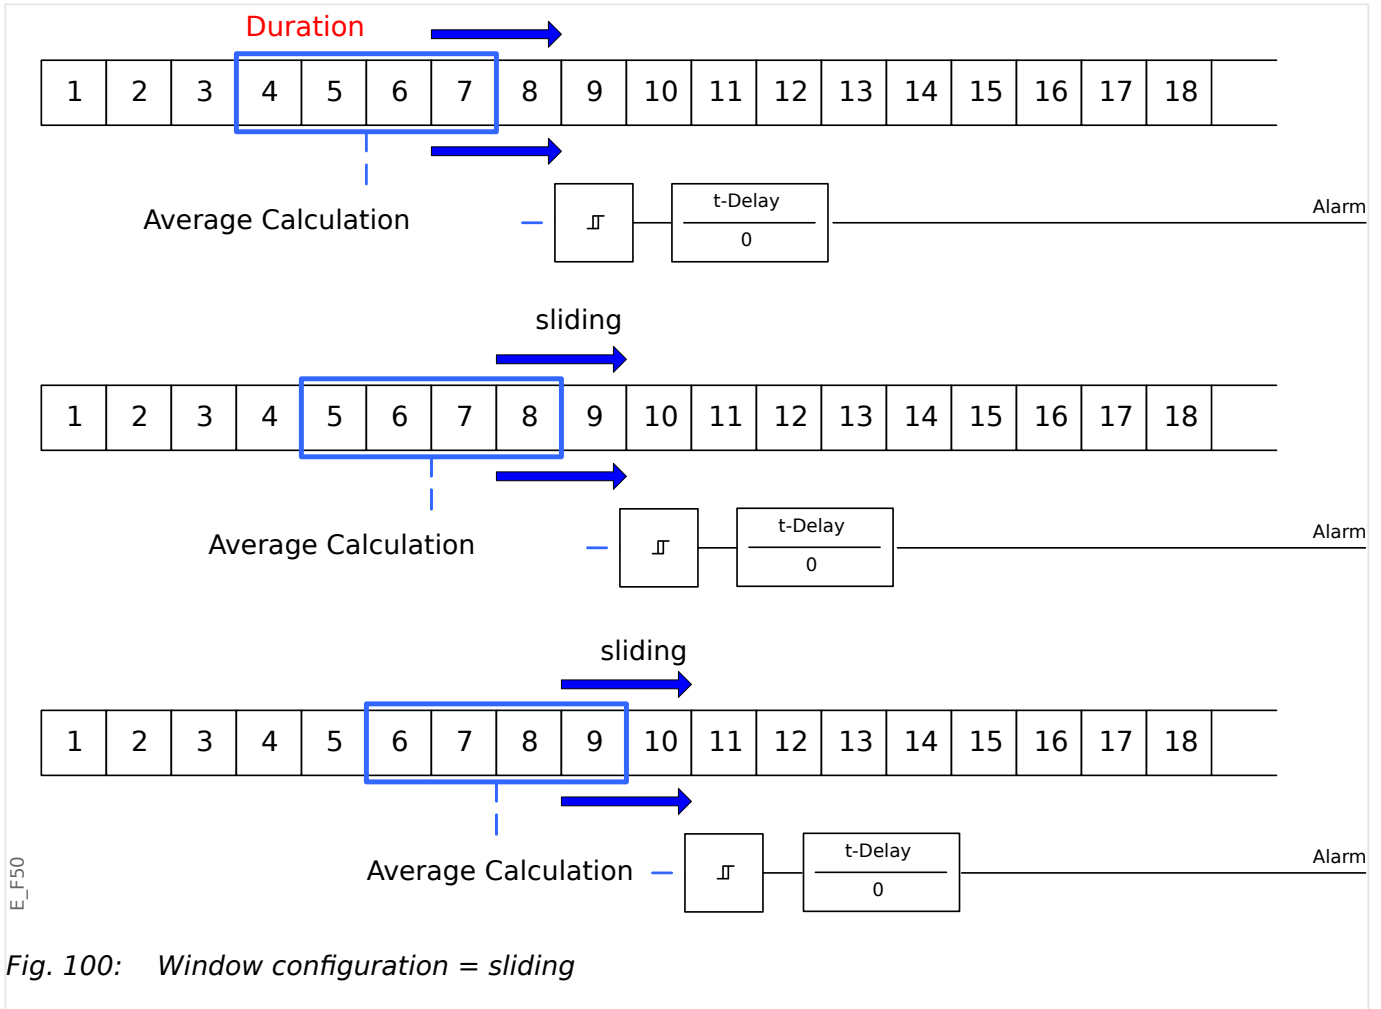 Duration
1 2 3 4 5 6 7 8 9 10 11 12 13 14 15 16 17 18
t-Delay
Alarm
Average Calculation
0
sliding
1 2 3 4 5 6 7 8 9 10 11 12 13 14 15 16 17 18
t-Delay
Alarm
Average Calculation
0
sliding
1 2 3 4 5 6 7 8 9 10 11 12 13 14 15 16 17 18
t-Delay
Alarm
Average Calculation
0
E_F50
Fig. 100: Window configuration = sliding